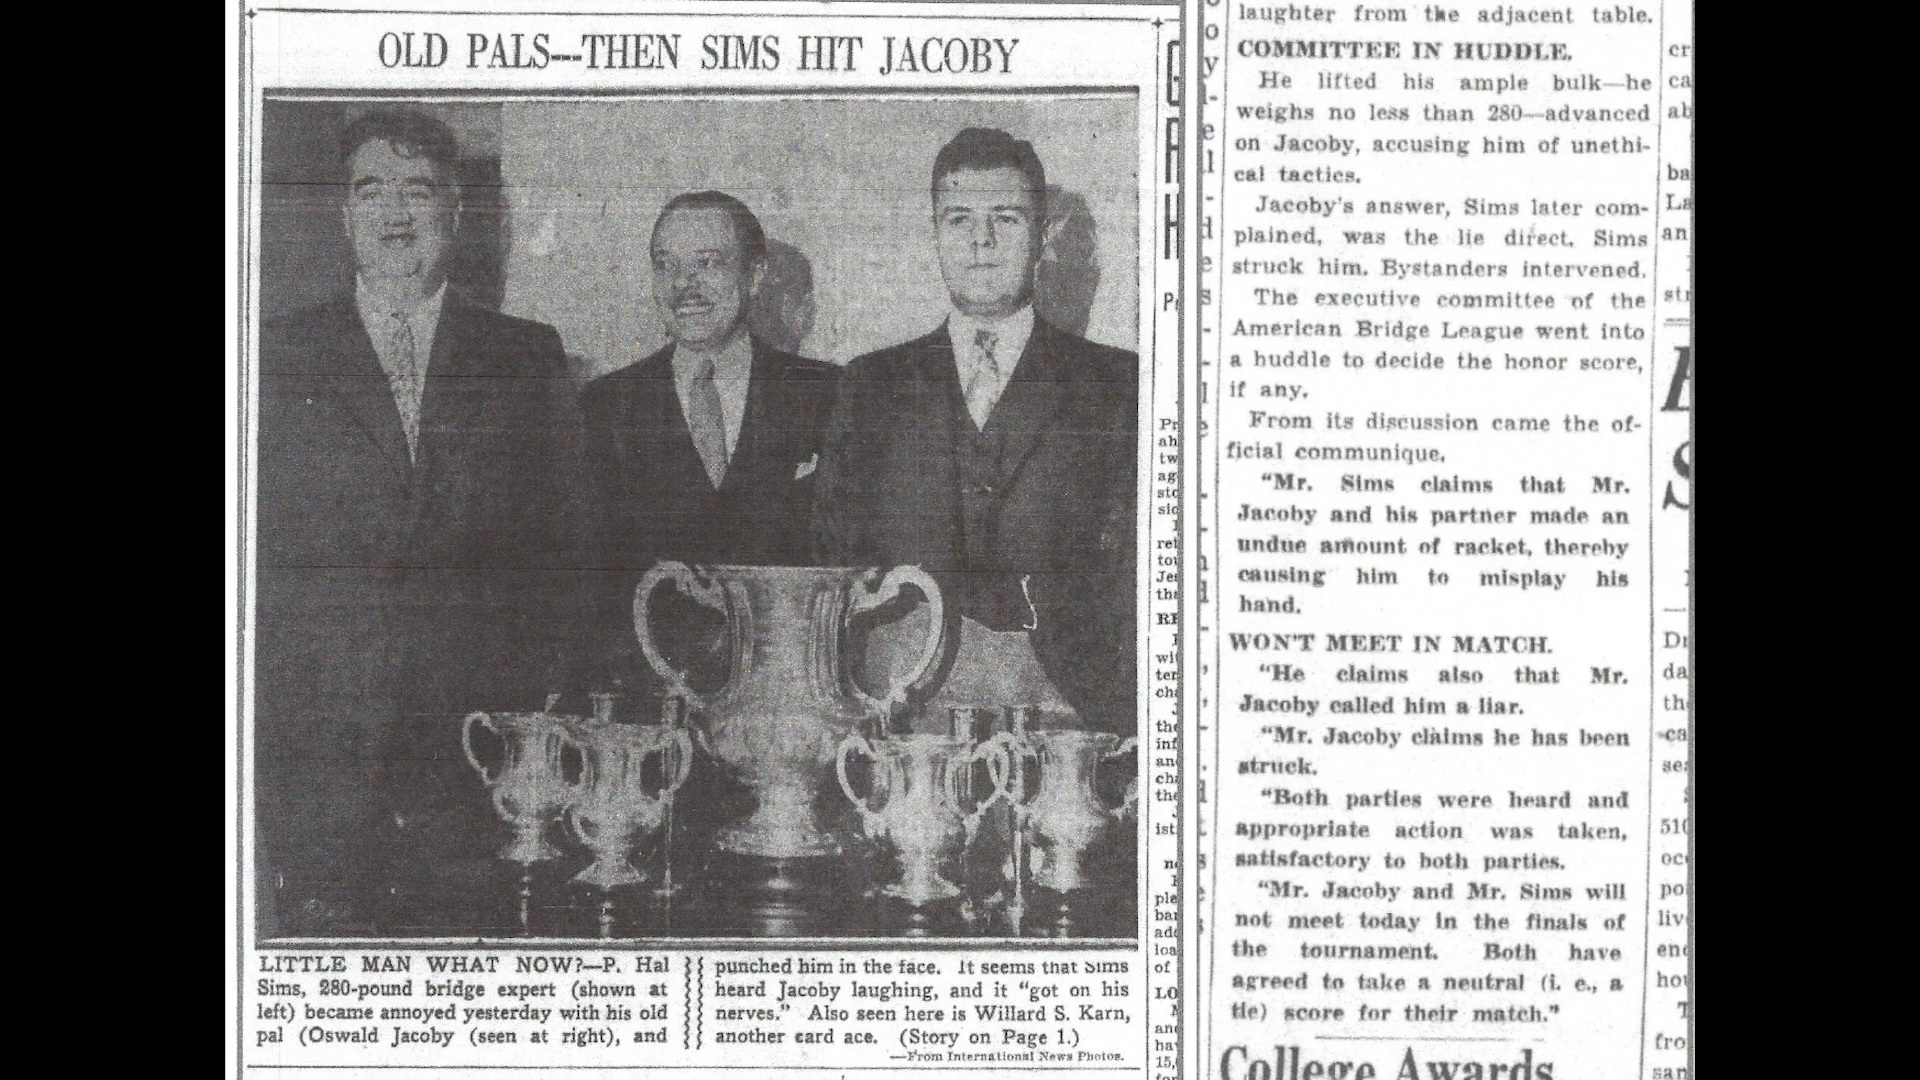 OLD PALS---THEN SIMS HIT JACOBY
LITTLE MAN WHAT NOW?—P. Hal
Sims, 280-pound bridge expert (shown at
left) became annoyed yesterday with his old
pal (Oswald Jacoby (seen at right), and
punched him in the face. It seems that Sims
heard Jacoby laughing, and it "got on his
nerves." Also seen here is Willard S. Karn,
another card ace. (Story on Page 1.)
—From International News Photos.
laughter from the adjacent table.
COMMITTEE IN HUDDLE.
He lifted his ample bulk—he
weighs no less than 280—advanced
on Jacoby, accusing him of unethi-
cal tactics.
Jacoby's answer, Sims later com-
plained, was the lie direct. Sims
struck him. Bystanders intervened.
The executive committee of the
American Bridge League went into
a huddle to decide the honor score,
if any.
From its discussion came the of-
ficial communique.
"Mr. Sims claims that Mr.
Jacoby and his partner made an
undue amount of racket, thereby
causing him to misplay his
hand.
WON'T MEET IN MATCH.
"He claims also that Mr.
Jacoby called him a liar.
"Mr. Jacoby claims he has been
struck.
"Both parties were heard and
appropriate action was taken,
satisfactory to both parties.
"Mr. Jacoby and Mr. Sims will
not meet today in the finals of
the tournament. Both have
agreed to take a neutral (i. e., a
tie) score for their match."
College Awards